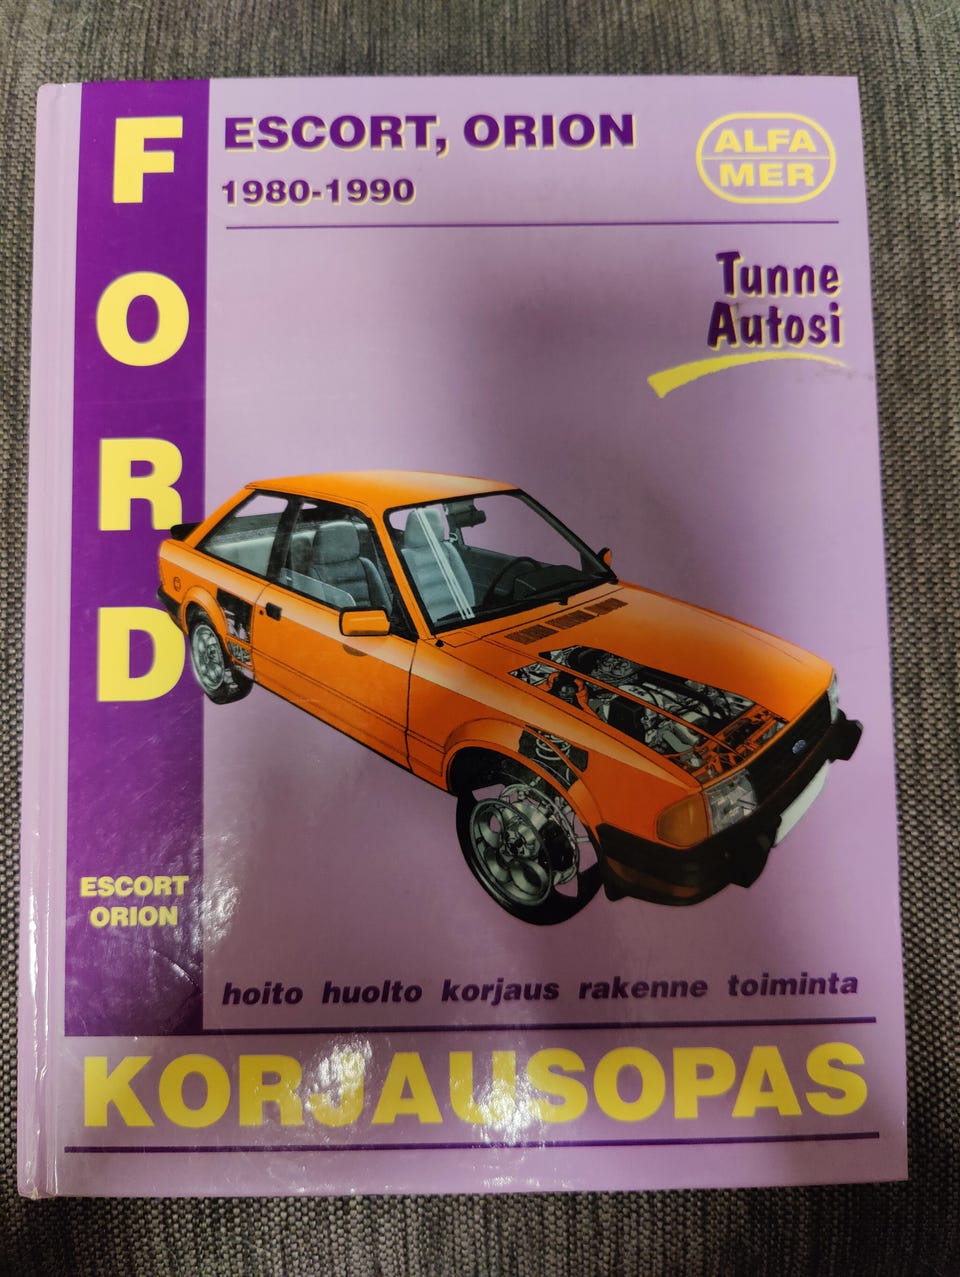 FORD
ESCORT, ORION
1980-1990
ALFA
MER
Tunne
Autosi
ESCORT
ORION
hoito huolto korjaus rakenne toiminta
KORJAUSOPAS